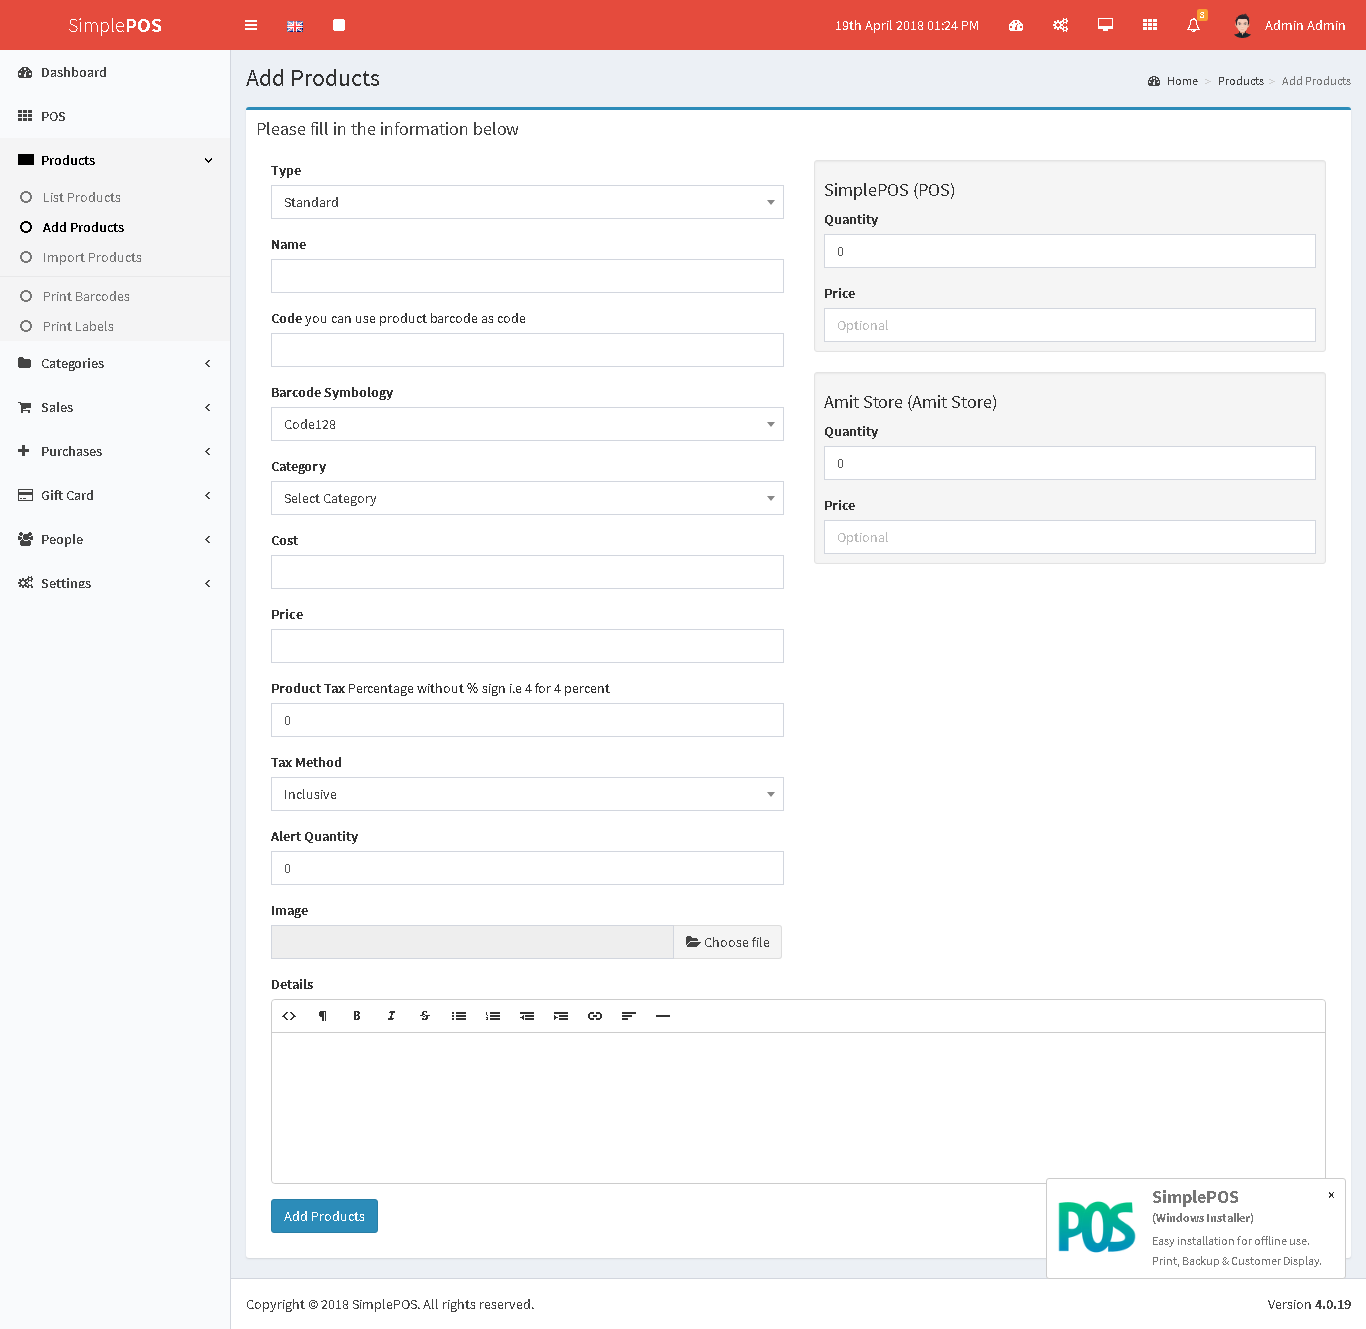 SimplePOS
19th April 2018 01:24 PM
3
Admin Admin
Dashboard
POS
Products
List Products
Add Products
Import Products
Print Barcodes
Print Labels
Categories
Sales
Purchases
Gift Card
People
Settings
Add Products
Home > Products > Add Products
Please fill in the information below
Type
Standard
Name
Code you can use product barcode as code
Barcode Symbology
Code128
Category
Select Category
Cost
Price
Product Tax Percentage without % sign i.e 4 for 4 percent
0
Tax Method
Inclusive
Alert Quantity
0
Image
Choose file
SimplePOS (POS)
Quantity
0
Price
Optional
Amit Store (Amit Store)
Quantity
0
Price
Optional
Details
Add Products
POS
SimplePOS
×
(Windows Installer)
Easy installation for offline use.
Print, Backup & Customer Display.
Copyright © 2018 SimplePOS. All rights reserved.
Version 4.0.19